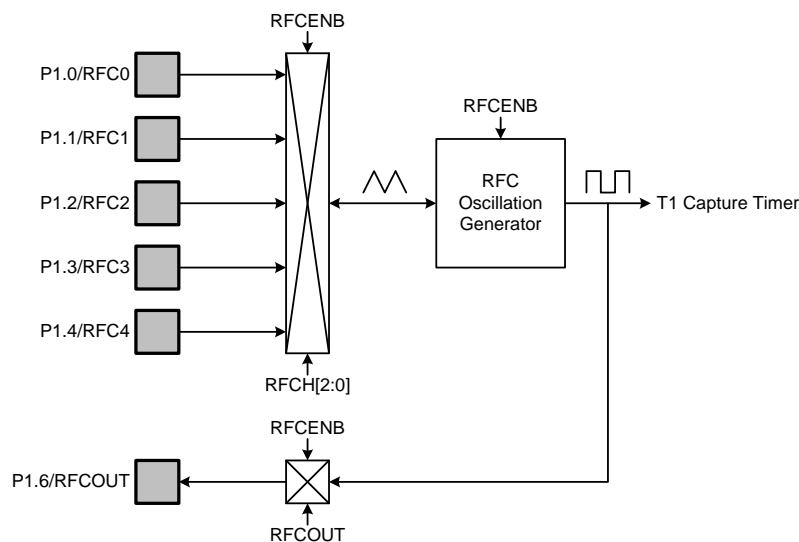 RFCENB
P1.0/RFC0
P1.1/RFC1
P1.2/RFC2
P1.3/RFC3
P1.4/RFC4
RFCH[2:0]
RFCENB
RFC
Oscillation
Generator
T1 Capture Timer
RFCENB
P1.6/RFCOUT
RFCOUT